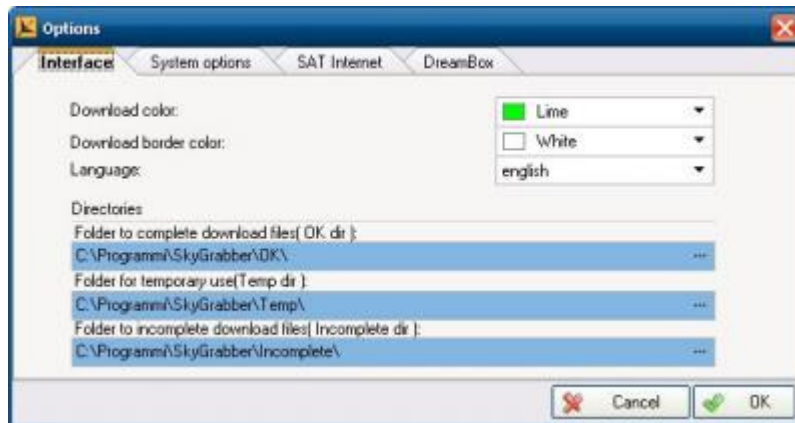 Options
Interface System options SAT Internet DreamBox
Download color: Lime
Download border color: White
Language: english
Directories
Folder to complete download files( OK dir ):
C:\Programmi\SkyGrabber\OK\ ...
Folder for temporary use(Temp dir ):
C:\Programmi\SkyGrabber\Temp\ ...
Folder to incomplete download files( Incomplete dir ):
C:\Programmi\SkyGrabber\Incomplete\ ...
Cancel OK